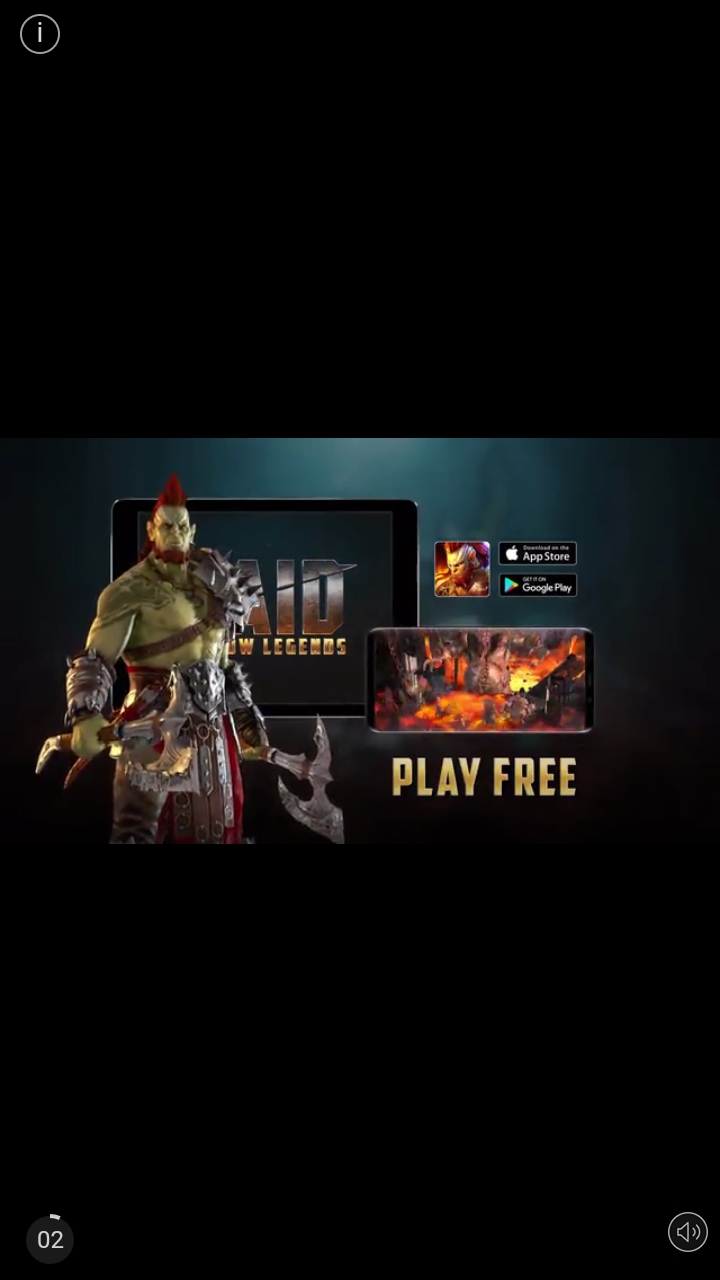 i
AID
OW LEGENDS
Download on the
App Store
GET IT ON
Google Play
PLAY FREE
02